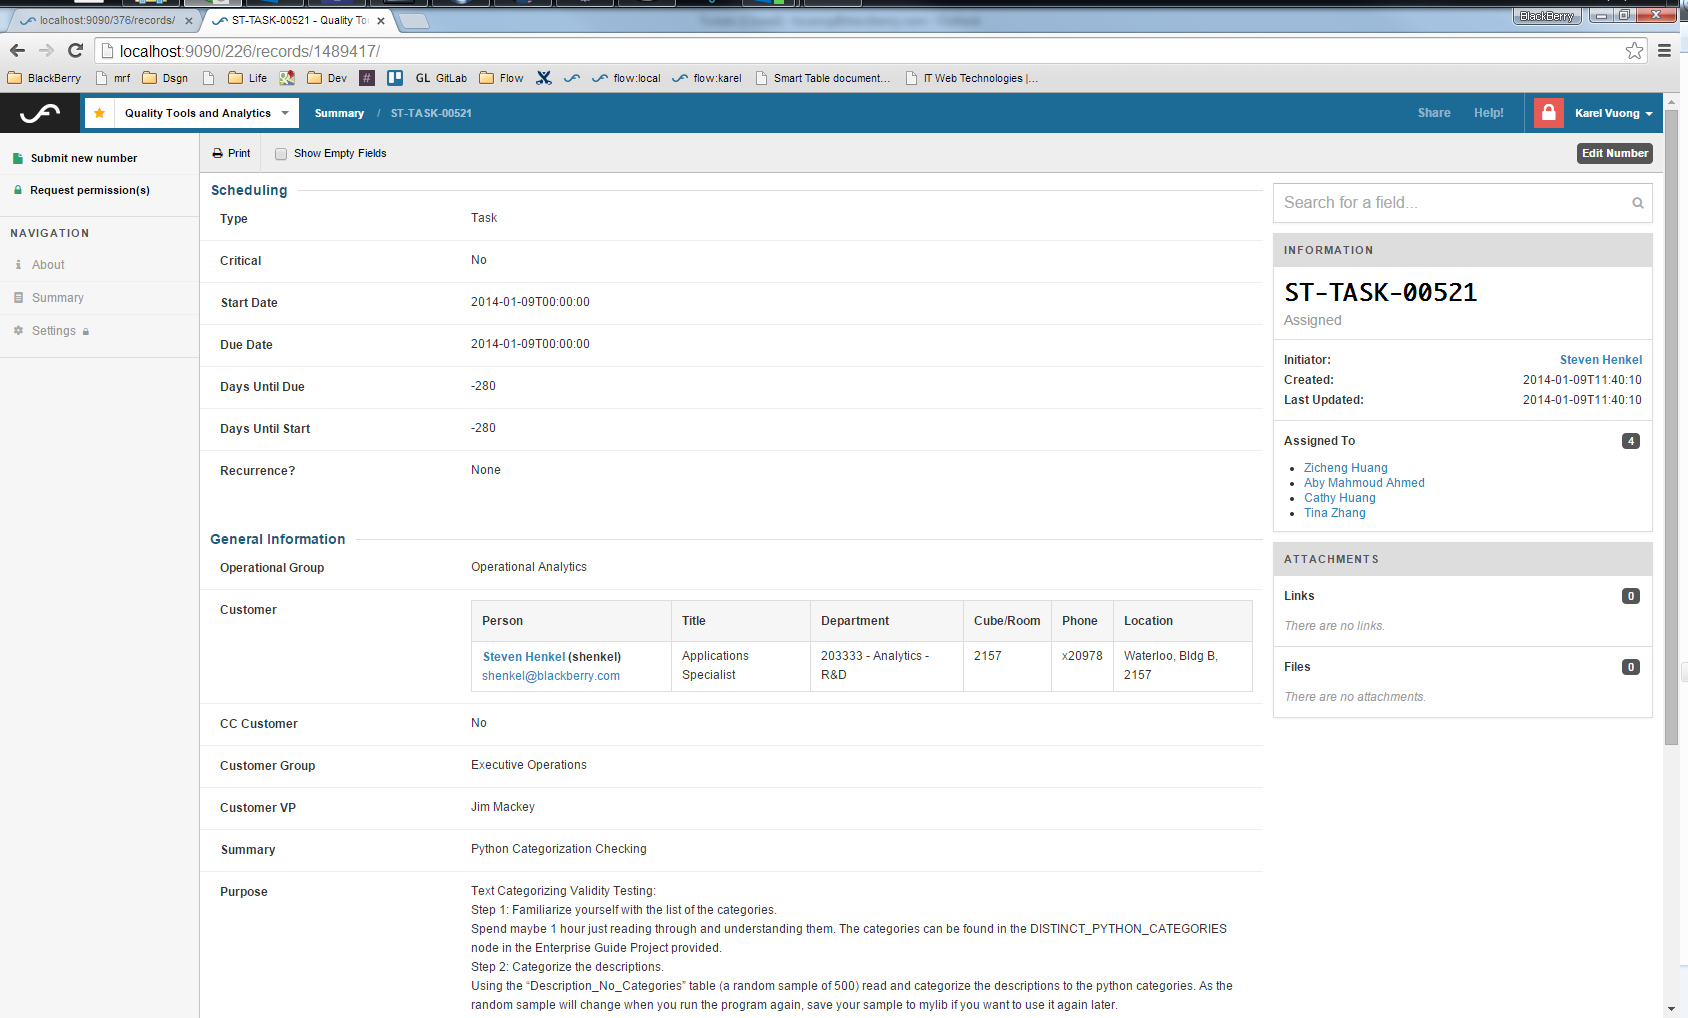 localhost:9090/376/records/
ST-TASK-00521 - Quality To
BlackBerry
localhost:9090/226/records/1489417/
BlackBerry mrf Dsgn Life Dev # GL GitLab Flow flow:local flow:karel Smart Table document... IT Web Technologies |...
Quality Tools and Analytics
Summary / ST-TASK-00521
Share Help! Karel Vuong
Submit new number
Request permission(s)
NAVIGATION
About
Summary
Settings
Print Show Empty Fields Edit Number
Scheduling
Type Task
Critical No
Start Date 2014-01-09T00:00:00
Due Date 2014-01-09T00:00:00
Days Until Due -280
Days Until Start -280
Recurrence? None
General Information
Operational Group Operational Analytics
Customer
Person Title Department Cube/Room Phone Location
Steven Henkel (shenkel) Applications 203333 - Analytics - 2157 x20978 Waterloo, Bldg B,
shenkel@blackberry.com Specialist R&D 2157
CC Customer No
Customer Group Executive Operations
Customer VP Jim Mackey
Summary Python Categorization Checking
Purpose Text Categorizing Validity Testing:
Step 1: Familiarize yourself with the list of the categories.
Spend maybe 1 hour just reading through and understanding them. The categories can be found in the DISTINCT_PYTHON_CATEGORIES
node in the Enterprise Guide Project provided.
Step 2: Categorize the descriptions.
Using the “Description_No_Categories” table (a random sample of 500) read and categorize the descriptions to the python categories. As the
random sample will change when you run the program again, save your sample to mylib if you want to use it again later.
Search for a field...
INFORMATION
ST-TASK-00521
Assigned
Initiator: Steven Henkel
Created: 2014-01-09T11:40:10
Last Updated: 2014-01-09T11:40:10
Assigned To 4
Zicheng Huang
Aby Mahmoud Ahmed
Cathy Huang
Tina Zhang
ATTACHMENTS
Links 0
There are no links.
Files 0
There are no attachments.